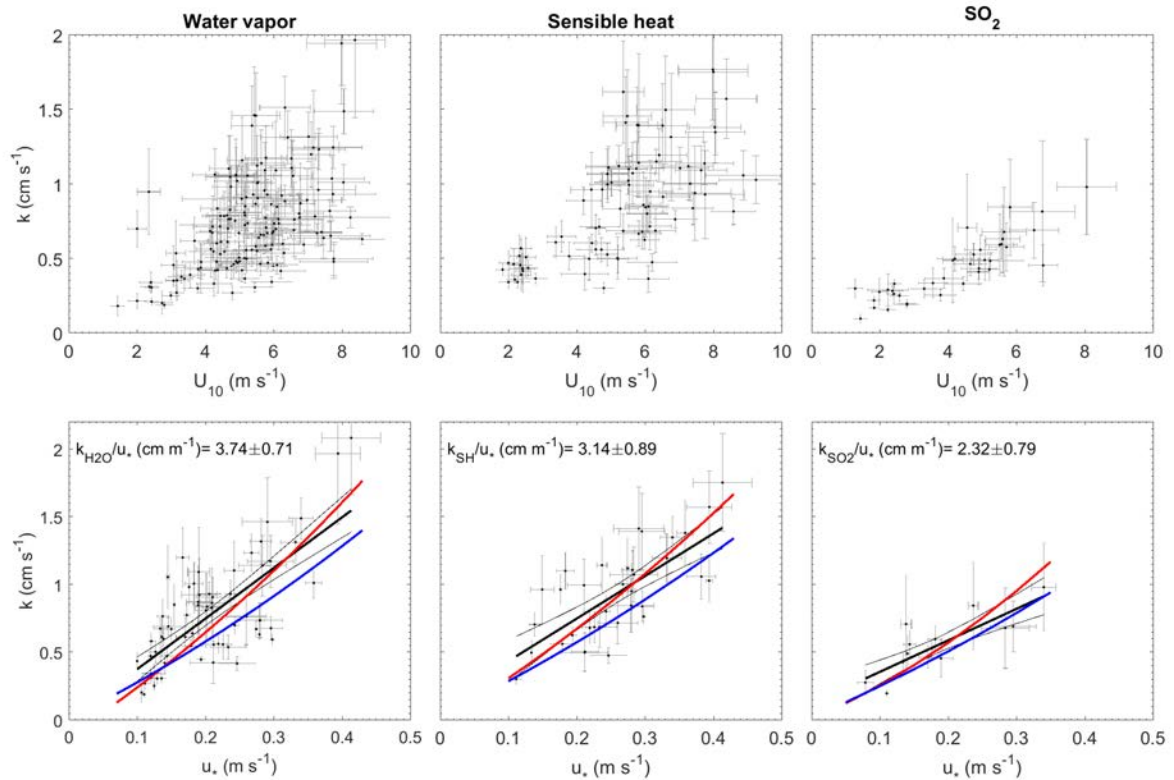 Water vapor
Sensible heat
SO2
2
1.5
1
0.5
0
k (cm s-1)
0 2 4 6 8 10
U10 (m s-1)
0 2 4 6 8 10
U10 (m s-1)
0 2 4 6 8 10
U10 (m s-1)
kH2O/u* (cm m-1)= 3.74±0.71
kSH/u* (cm m-1)= 3.14±0.89
kSO2/u* (cm m-1)= 2.32±0.79
2
1.5
1
0.5
0
k (cm s-1)
0 0.1 0.2 0.3 0.4 0.5
u* (m s-1)
0 0.1 0.2 0.3 0.4 0.5
u* (m s-1)
0 0.1 0.2 0.3 0.4 0.5
u* (m s-1)